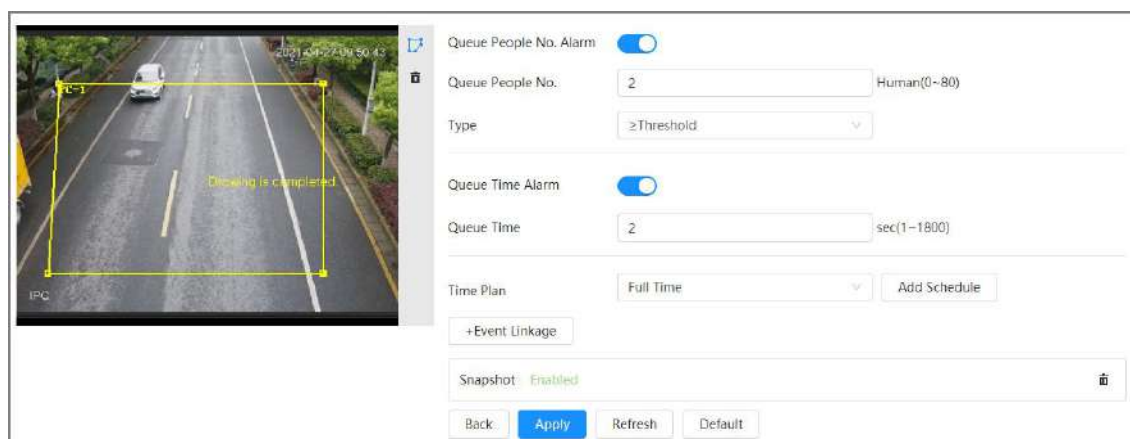 2021-04-27 09:50:43
Drawing is completed.
IPC
Queue People No. Alarm
Queue People No. 2 Human(0~80)
Type ≥Threshold
Queue Time Alarm
Queue Time 2 sec(1~1800)
Time Plan Full Time Add Schedule
+Event Linkage
Snapshot Enabled
Back Apply Refresh Default